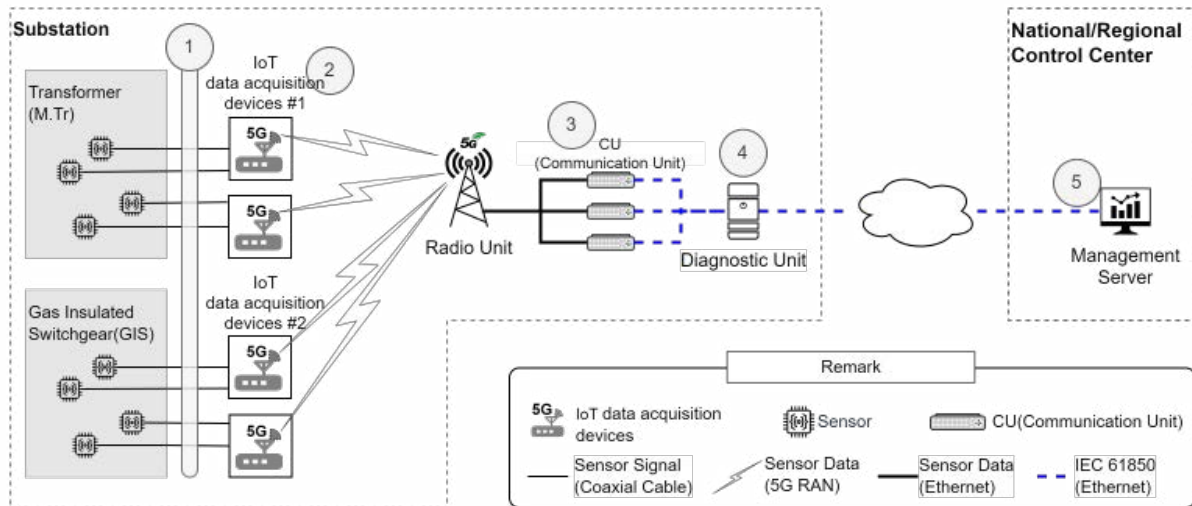 Substation
1
IoT
data acquisition
devices #1
2
Transformer
(M.Tr)
5G
5G
5G
Radio Unit
3
CU
(Communication Unit)
4
Diagnostic Unit
National/Regional
Control Center
5
Management
Server
IoT
data acquisition
devices #2
Gas Insulated
Switchgear(GIS)
5G
5G
Remark
5G
IoT data acquisition
devices
Sensor
CU(Communication Unit)
Sensor Signal
(Coaxial Cable)
Sensor Data
(5G RAN)
Sensor Data
(Ethernet)
IEC 61850
(Ethernet)